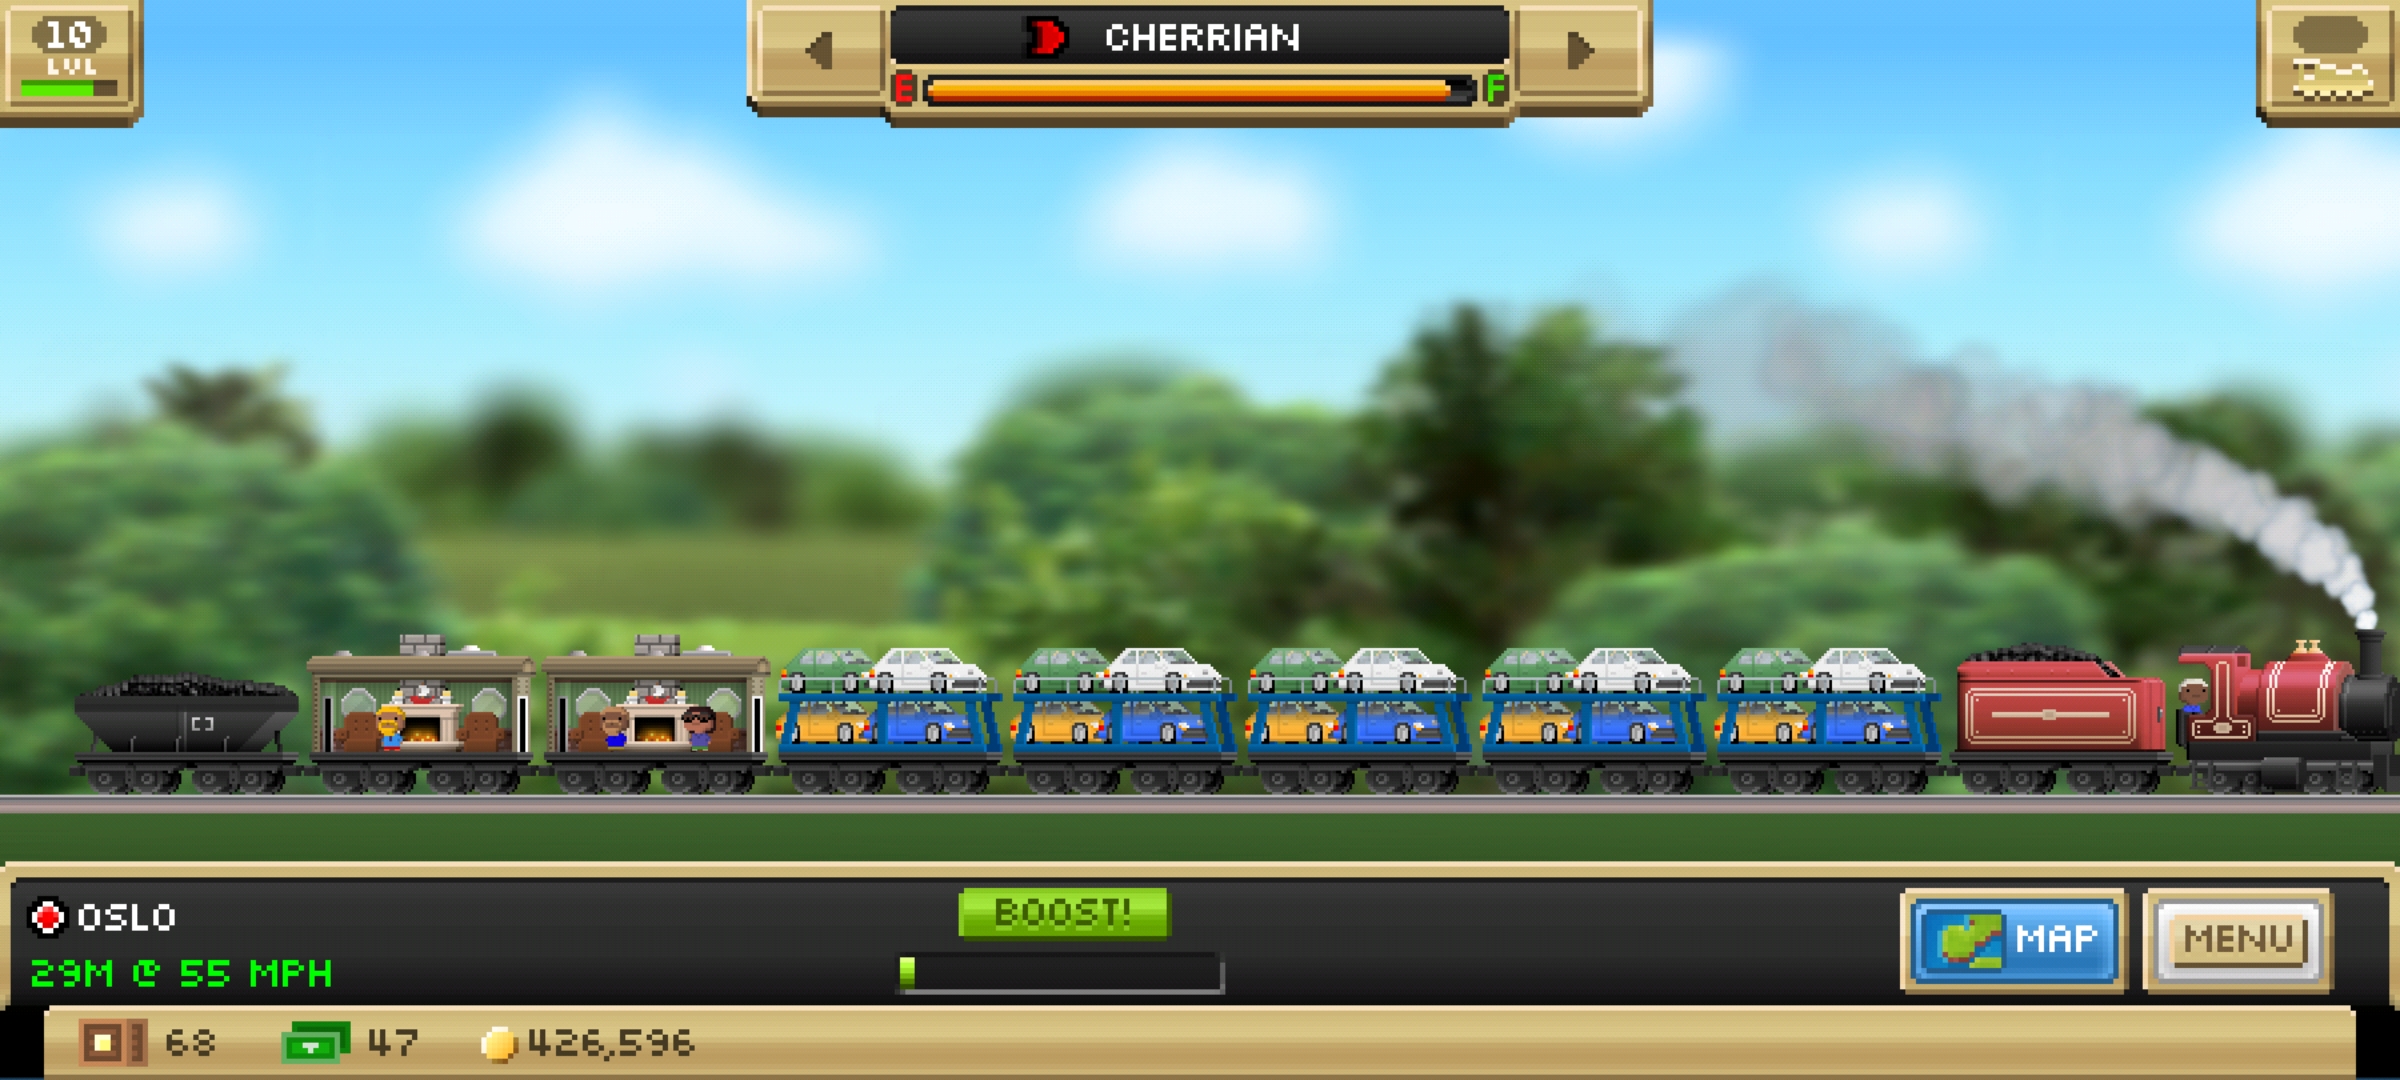 10
LVL
CHERRIAN
E F
OSLO
29M @ 55 MPH
BOOST!
MAP
MENU
68
47
426,596